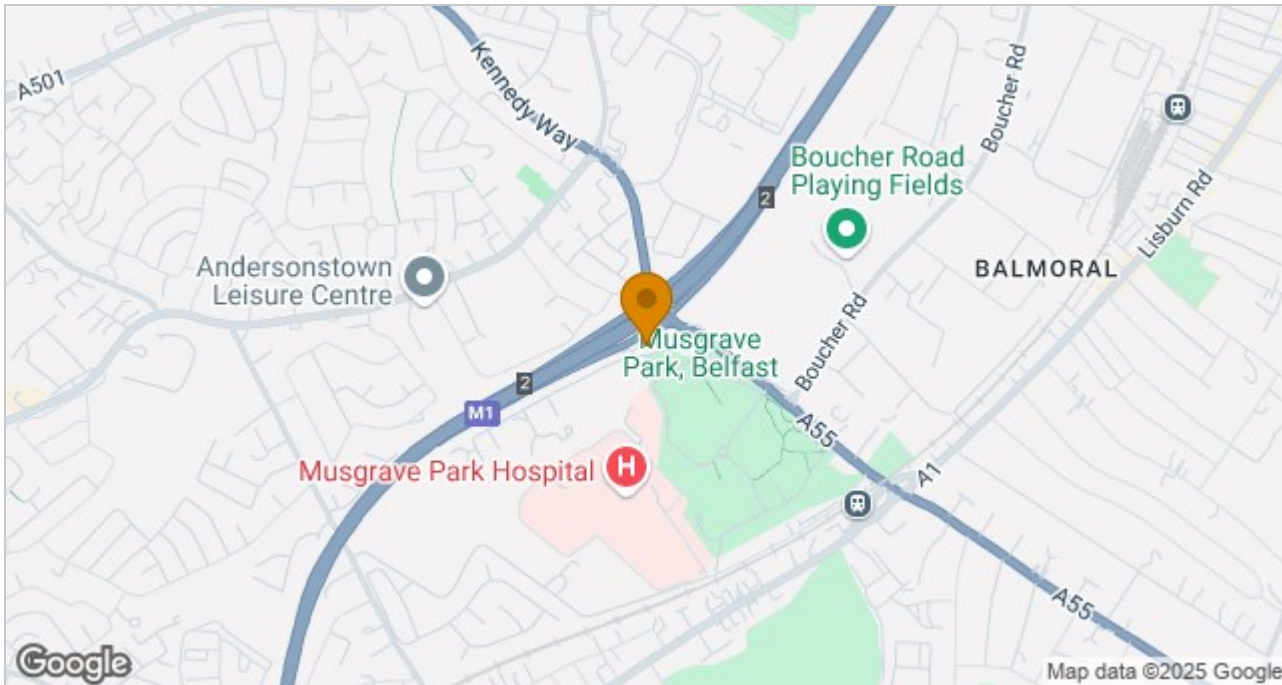 A501
Kennedy Way
Boucher Rd
2
Boucher Road
Playing Fields
Lisburn Rd
Andersonstown
Leisure Centre
BALMORAL
Boucher Rd
Musgrave
Park, Belfast
2
M1
A55
Musgrave Park Hospital
H
A1
A55
Google
Map data ©2025 Google